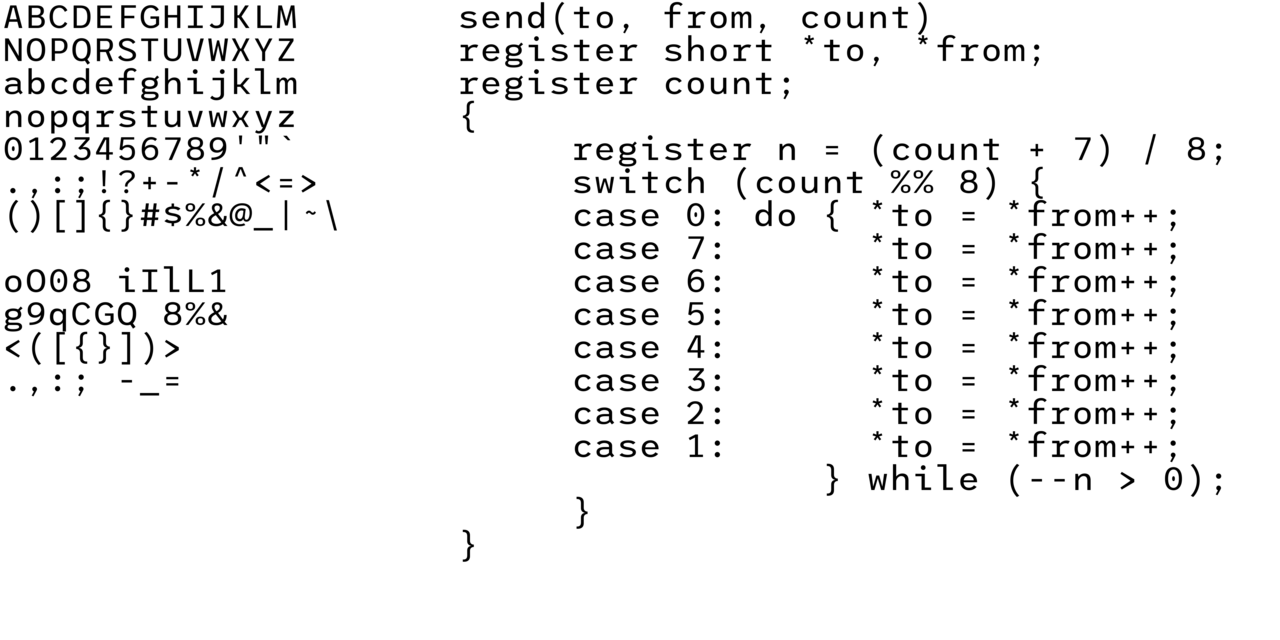 ABCDEFGHIJKLM
NOPQRSTUVWXYZ
abcdefghijklm
nopqrstuvwxyz
0123456789'"`
.,:;!?+-*/^<=>
()[]{}#$%&@_|~\
oO08 iIlL1
g9qCGQ 8%&
<([{}])>
.,:; -_=
send(to, from, count)
register short *to, *from;
register count;
{
    register n = (count + 7) / 8;
    switch (count %% 8) {
    case 0: do { *to = *from++;
    case 7:      *to = *from++;
    case 6:      *to = *from++;
    case 5:      *to = *from++;
    case 4:      *to = *from++;
    case 3:      *to = *from++;
    case 2:      *to = *from++;
    case 1:      *to = *from++;
            } while (--n > 0);
    }
}